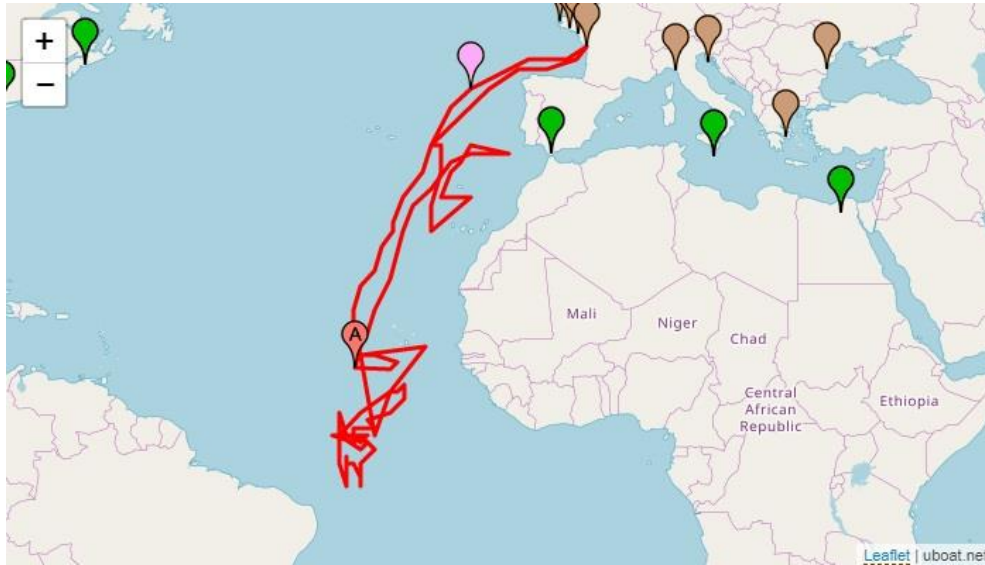 +
−
A
Mali
Niger
Chad
Central
African
Republic
Ethiopia
Leaflet | uboat.net